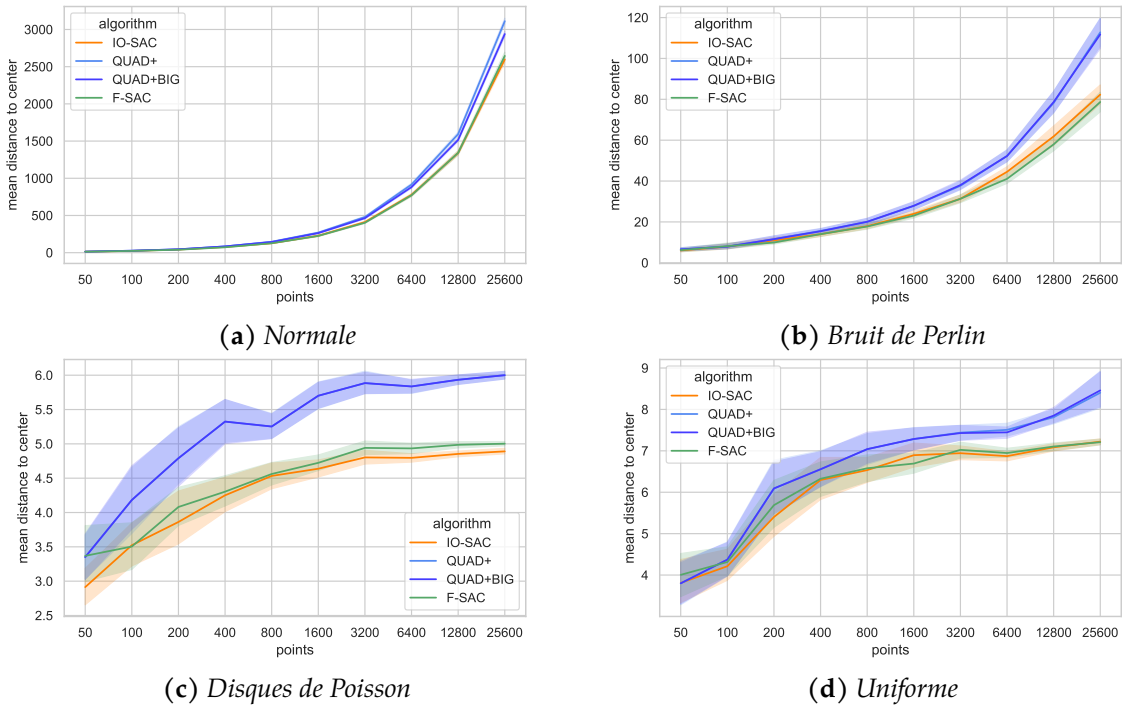 algorithm
IO-SAC
QUAD+
QUAD+BIG
F-SAC
3000
2500
2000
1500
1000
500
0
mean distance to center
50 100 200 400 800 1600 3200 6400 12800 25600
points
(a) Normale
algorithm
IO-SAC
QUAD+
QUAD+BIG
F-SAC
120
100
80
60
40
20
0
mean distance to center
50 100 200 400 800 1600 3200 6400 12800 25600
points
(b) Bruit de Perlin
6.0
5.5
5.0
4.5
4.0
3.5
3.0
2.5
mean distance to center
algorithm
IO-SAC
QUAD+
QUAD+BIG
F-SAC
50 100 200 400 800 1600 3200 6400 12800 25600
points
(c) Disques de Poisson
algorithm
IO-SAC
QUAD+
QUAD+BIG
F-SAC
9
8
7
6
5
4
mean distance to center
50 100 200 400 800 1600 3200 6400 12800 25600
points
(d) Uniforme